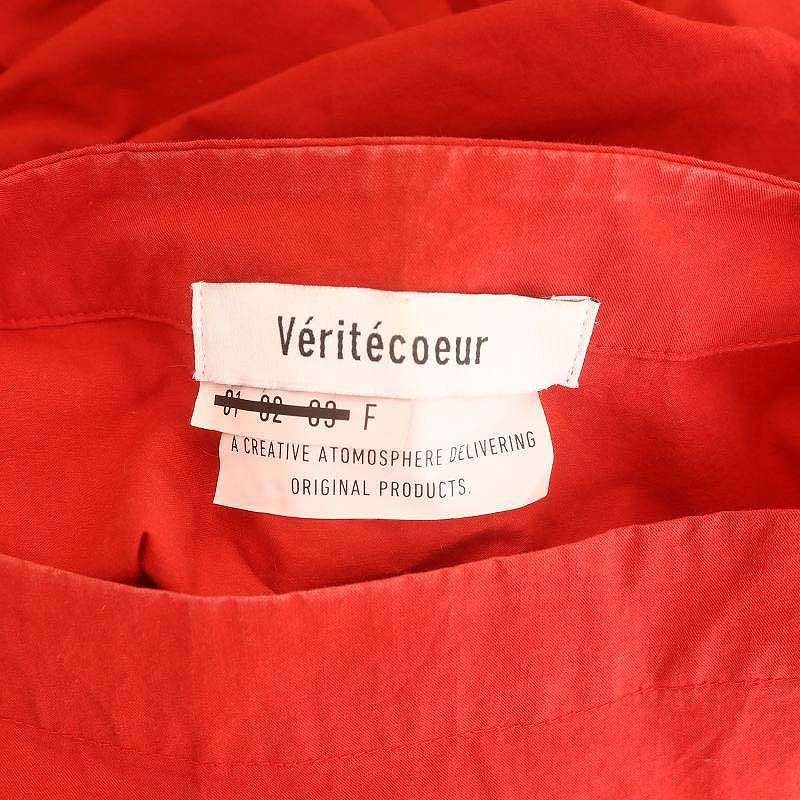 Véritécoeur
01 02 03 F
A CREATIVE ATOMOSPHERE DELIVERING
ORIGINAL PRODUCTS.